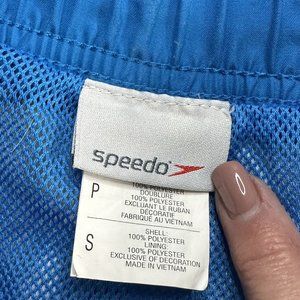 speedo
P
100% POLYESTER
DOUBLURE
100% POLYESTER
EXCLUANT LE RUBAN
DÉCORATIF
FABRIQUÉ AU VIÊTNAM
S
SHELL:
100% POLYESTER
LINING
100% POLYESTER
EXCLUSIVE OF DECORATION
MADE IN VIETNAM